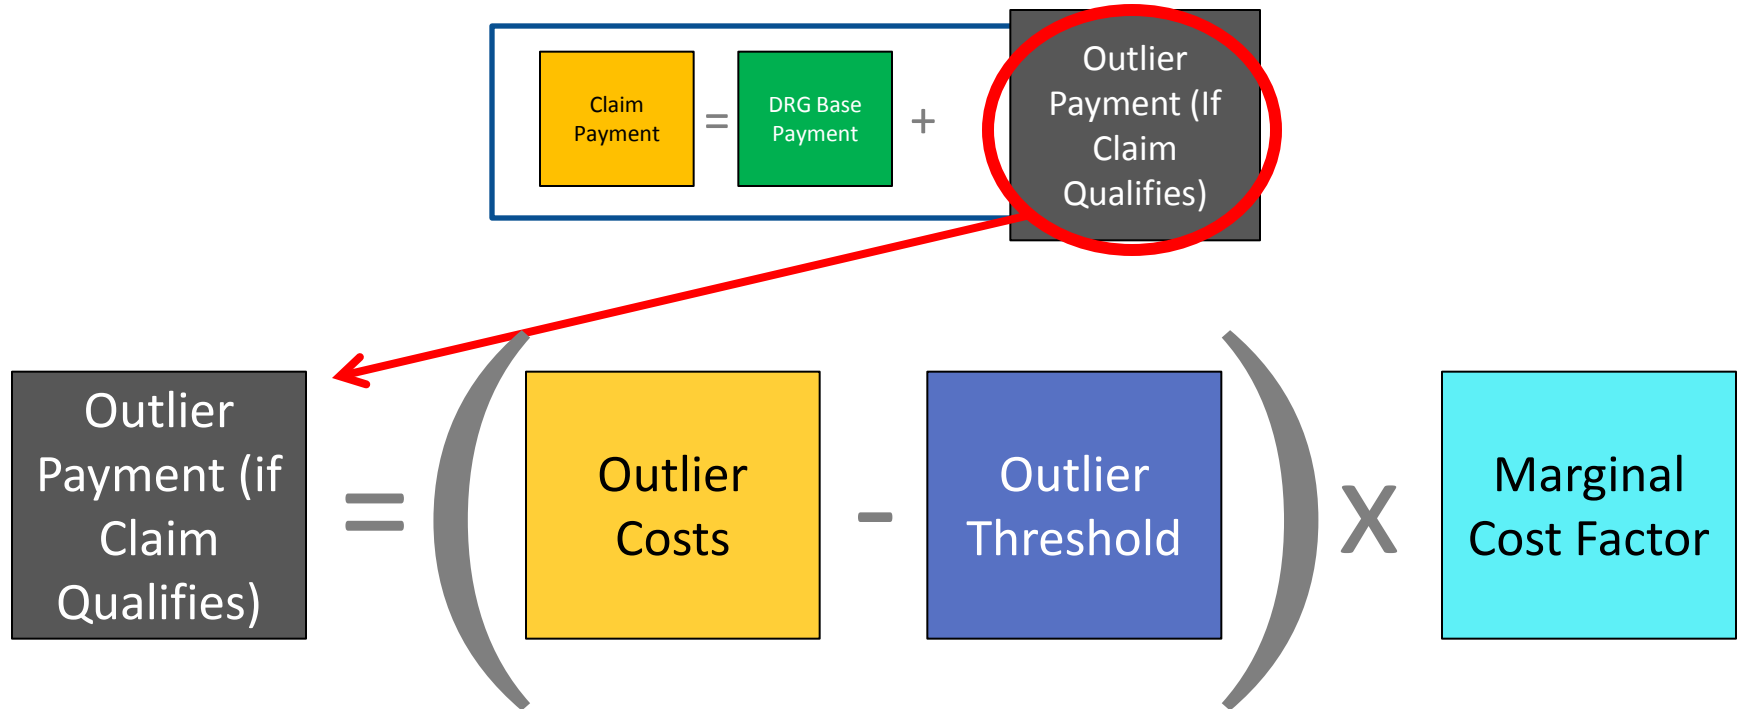 Claim
Payment
=
DRG Base
Payment
+
Outlier
Payment (If
Claim
Qualifies)
Outlier
Payment (if
Claim
Qualifies)
=
(
Outlier
Costs
-
Outlier
Threshold
)
x
Marginal
Cost Factor